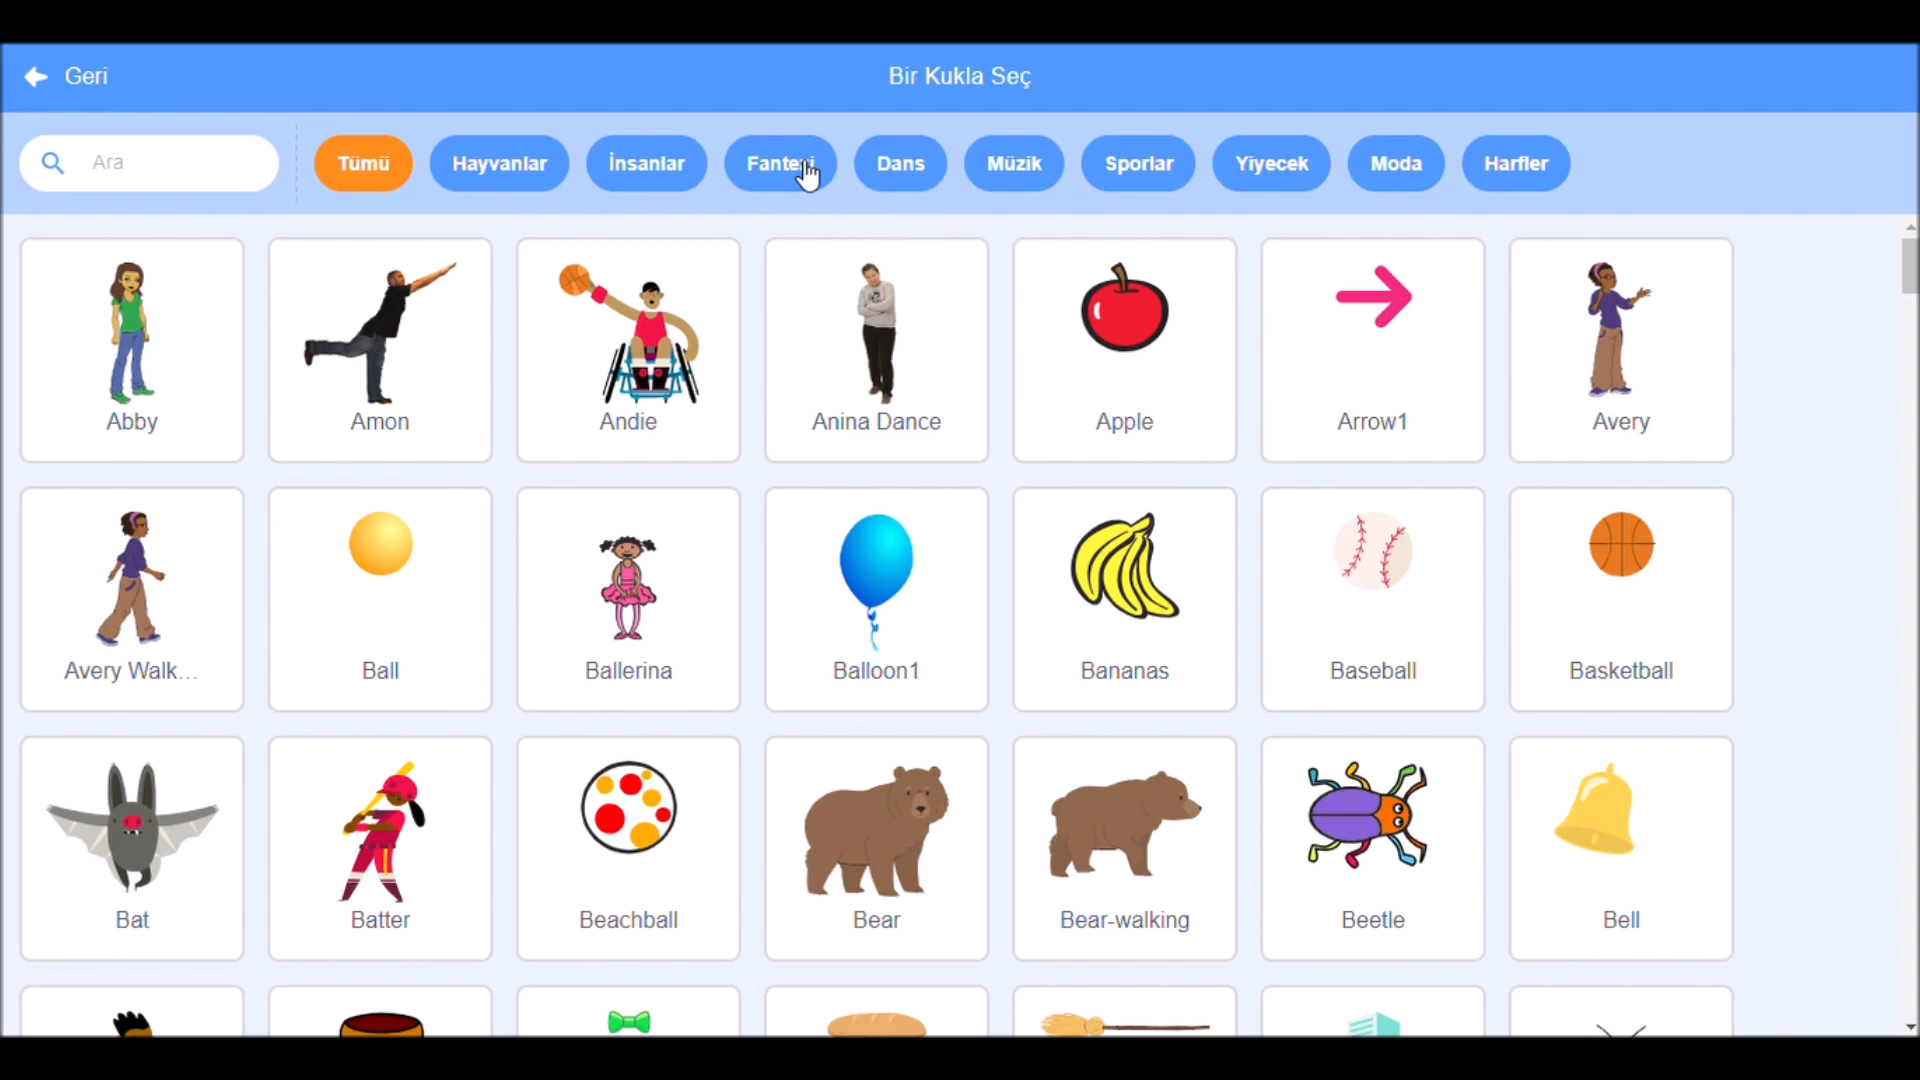 Geri
Bir Kukla Seç
Ara
Tümü
Hayvanlar
İnsanlar
Dans
Müzik
Sporlar
Yiyecek
Moda
Harfler
Abby
Amon
Andie
Anina Dance
Apple
Arrow1
Avery
Avery Walk...
Ball
Ballerina
Balloon1
Bananas
Baseball
Basketball
Bat
Batter
Beachball
Bear
Bear-walking
Beetle
Bell